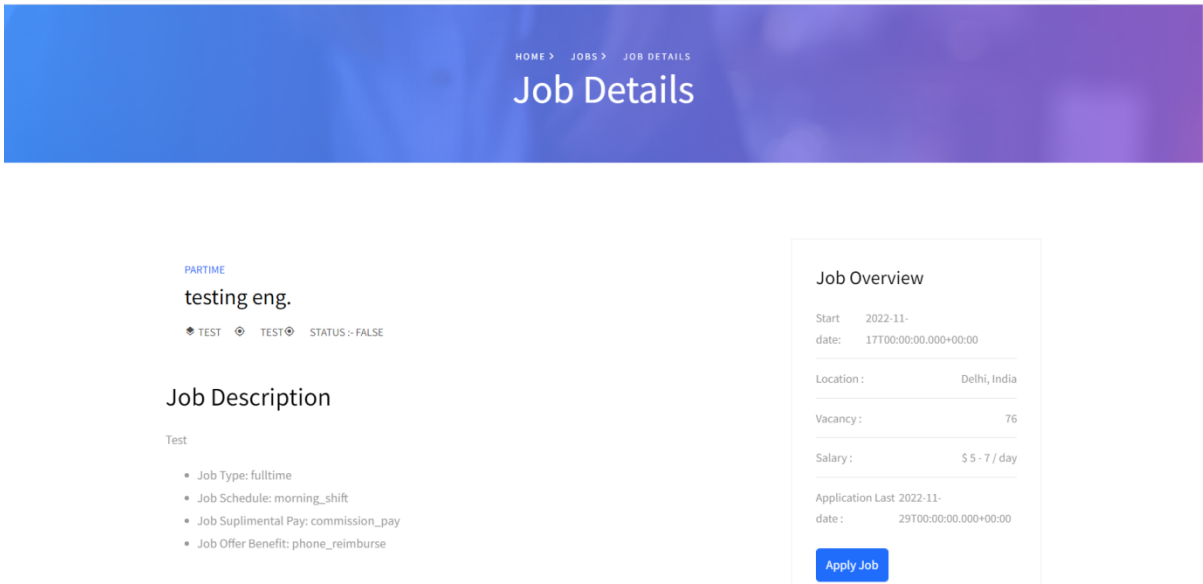 HOME > JOBS > JOB DETAILS
Job Details
PARTIME
testing eng.
TEST TEST STATUS :- FALSE
Job Description
Test
Job Type: fulltime
Job Schedule: morning_shift
Job Suplimental Pay: commission_pay
Job Offer Benefit: phone_reimburse
Job Overview
Start 2022-11-
date: 17T00:00:00.000+00:00
Location : Delhi, India
Vacancy : 76
Salary : $ 5 - 7 / day
Application Last 2022-11-
date : 29T00:00:00.000+00:00
Apply Job